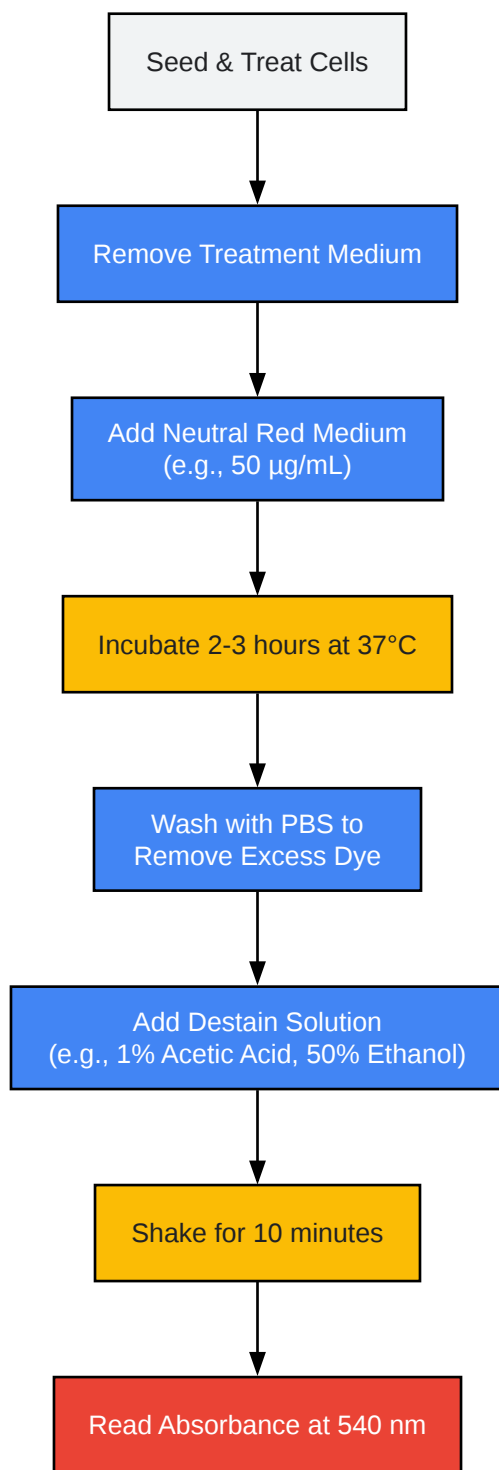 Seed & Treat Cells
Remove Treatment Medium
Add Neutral Red Medium
(e.g., 50 µg/mL)
Incubate 2-3 hours at 37°C
Wash with PBS to
Remove Excess Dye
Add Destain Solution
(e.g., 1% Acetic Acid, 50% Ethanol)
Shake for 10 minutes
Read Absorbance at 540 nm